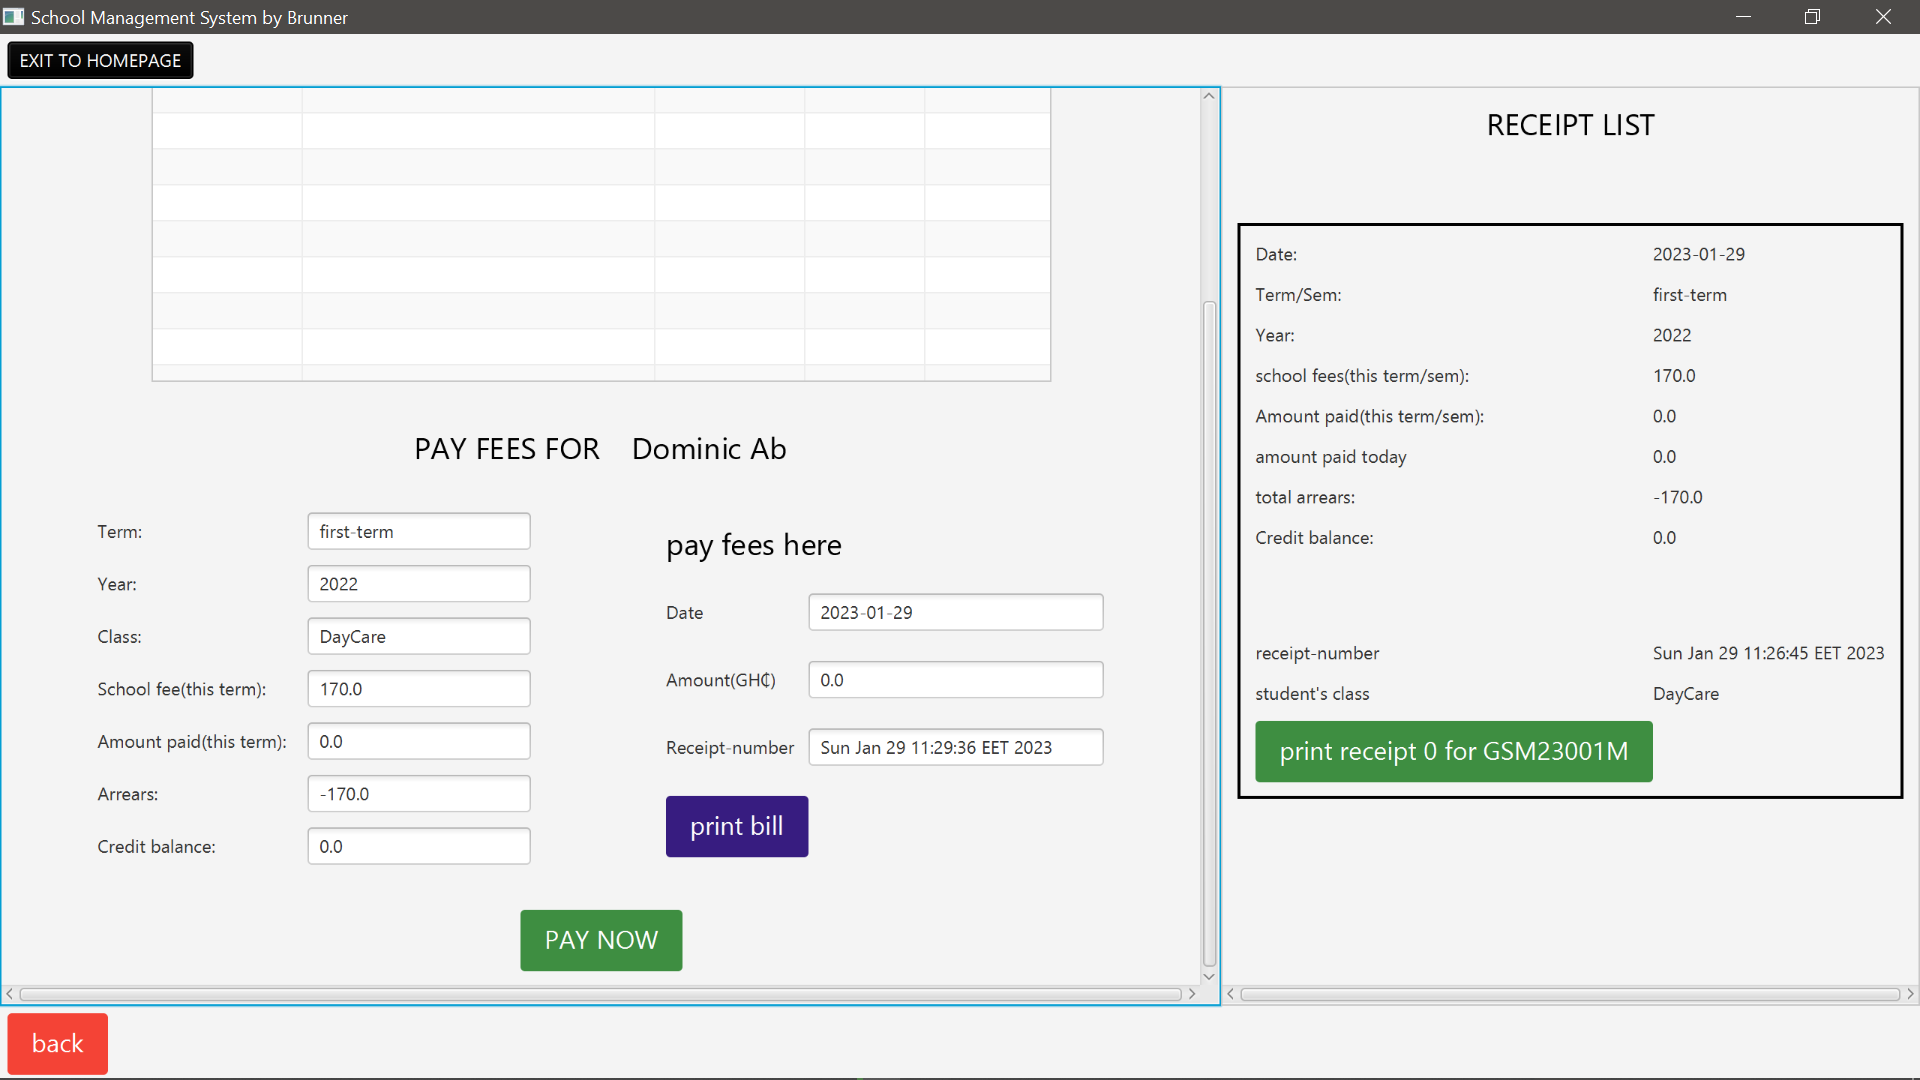 School Management System by Brunner
EXIT TO HOMEPAGE
PAY FEES FOR Dominic Ab
Term: first-term
Year: 2022
Class: DayCare
School fee(this term): 170.0
Amount paid(this term): 0.0
Arrears: -170.0
Credit balance: 0.0
pay fees here
Date 2023-01-29
Amount(GH₵) 0.0
Receipt-number Sun Jan 29 11:29:36 EET 2023
print bill
PAY NOW
RECEIPT LIST
Date: 2023-01-29
Term/Sem: first-term
Year: 2022
school fees(this term/sem): 170.0
Amount paid(this term/sem): 0.0
amount paid today 0.0
total arrears: -170.0
Credit balance: 0.0
receipt-number Sun Jan 29 11:26:45 EET 2023
student's class DayCare
print receipt 0 for GSM23001M
back